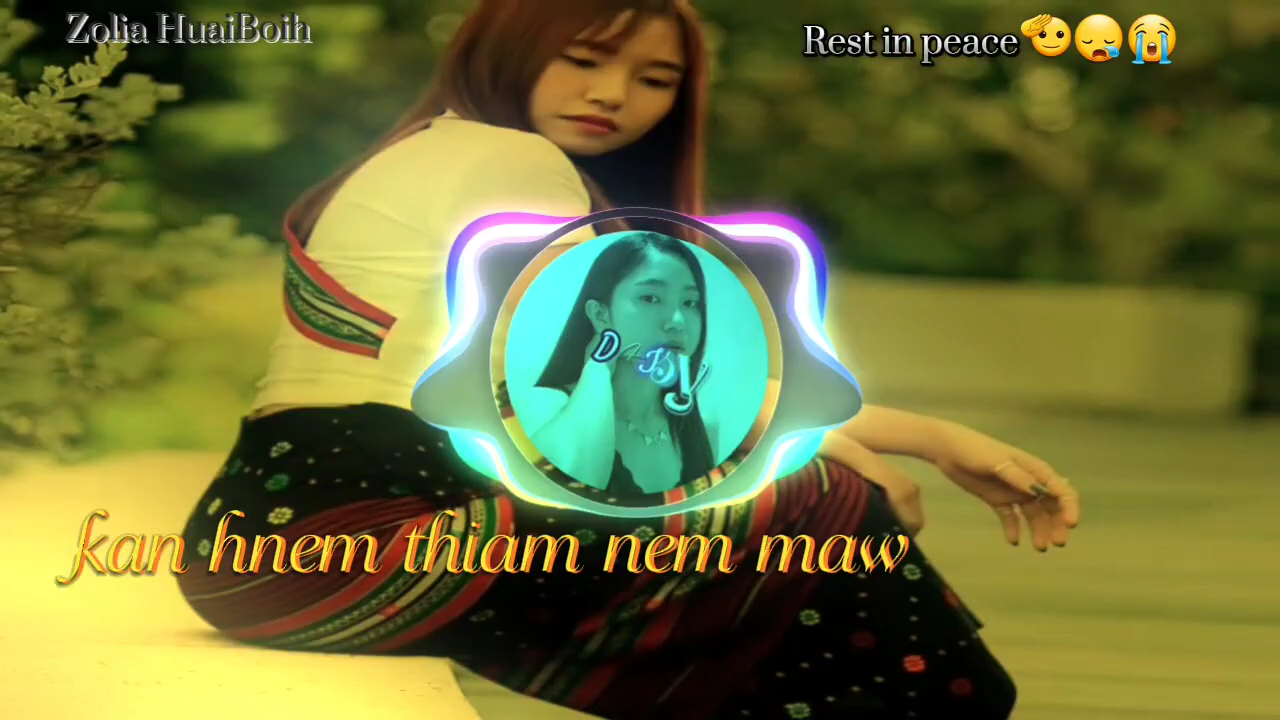 Zolia HuaiBoih
Rest in peace 🫡😪😭
kan hnem thiam nem maw